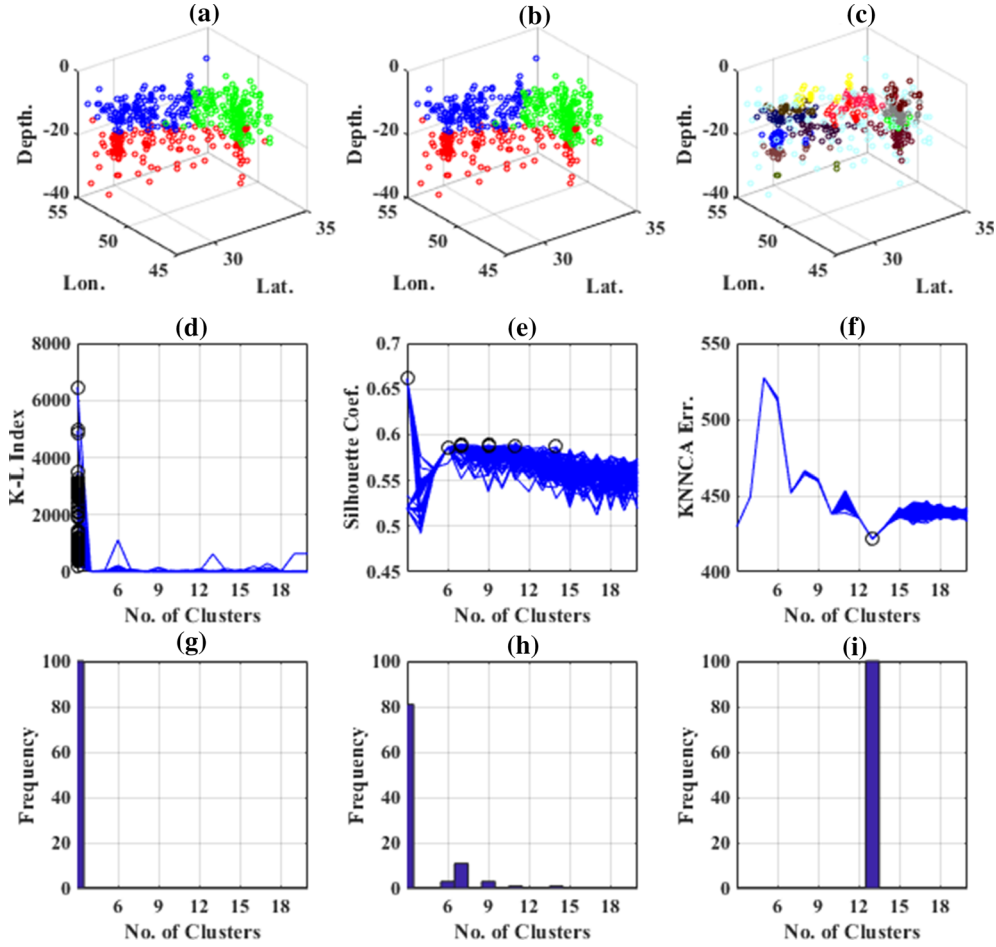 (a)
(b)
(c)
0
-20
-40
Depth.
55
50
45
Lon.
30
35
Lat.
0
-20
-40
Depth.
55
50
45
Lon.
30
35
Lat.
0
-20
-40
Depth.
55
50
45
Lon.
30
35
Lat.
(d)
8000
6000
4000
2000
0
K-L Index
6 9 12 15 18
No. of Clusters
(e)
0.7
0.65
0.6
0.55
0.5
0.45
Silhouette Coef.
6 9 12 15 18
No. of Clusters
(f)
550
500
450
400
KNNCA Err.
6 9 12 15 18
No. of Clusters
(g)
100
80
60
40
20
0
Frequency
6 9 12 15 18
No. of Clusters
(h)
100
80
60
40
20
0
Frequency
6 9 12 15 18
No. of Clusters
(i)
100
80
60
40
20
0
Frequency
6 9 12 15 18
No. of Clusters